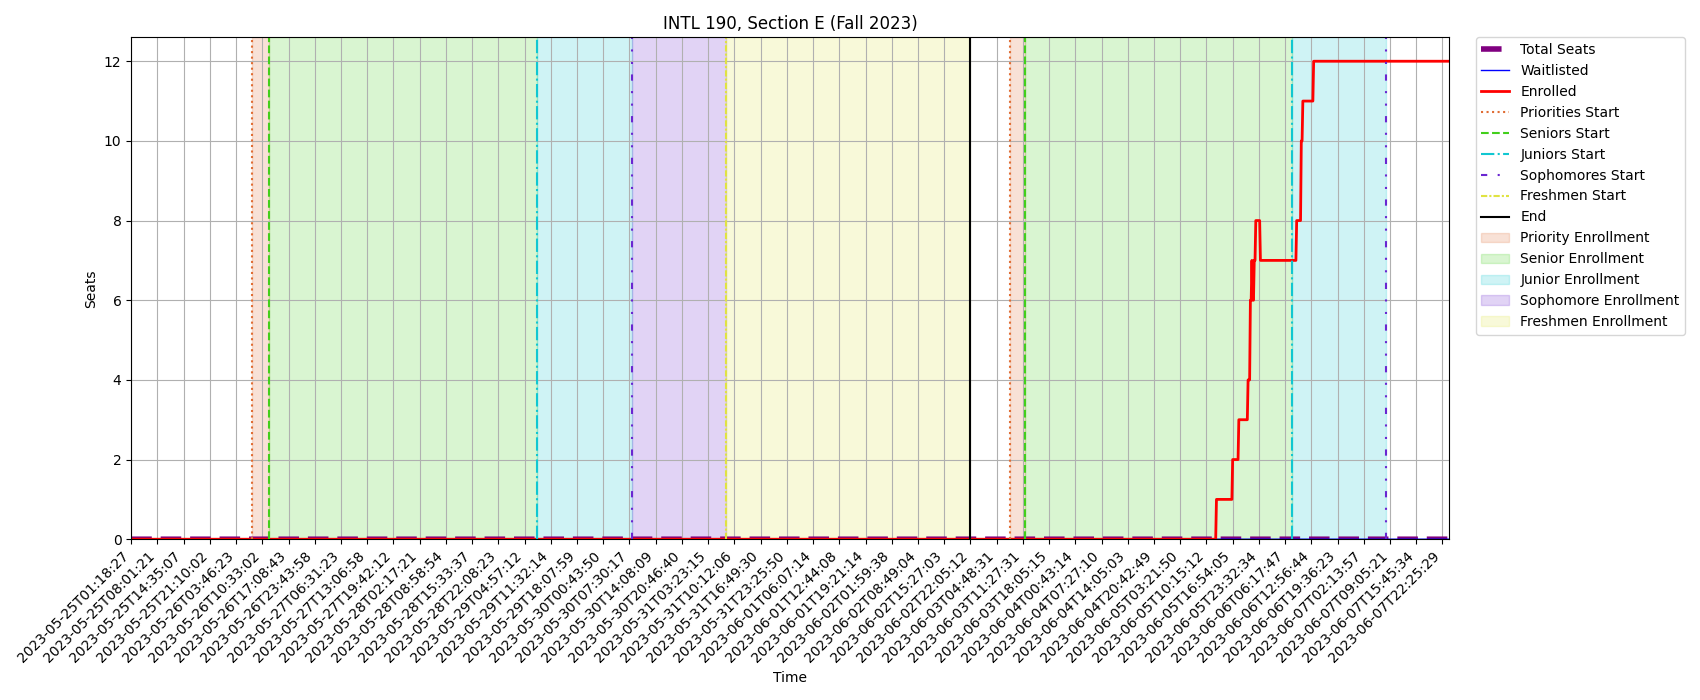 INTL 190, Section E (Fall 2023)
Seats
12
10
8
6
4
2
0
2023-05-25T01:18:27
2023-05-25T08:01:21
2023-05-25T14:35:07
2023-05-25T21:10:02
2023-05-26T03:46:23
2023-05-26T10:33:02
2023-05-26T17:08:43
2023-05-26T23:43:58
2023-05-27T06:31:23
2023-05-27T13:06:58
2023-05-27T19:42:12
2023-05-28T02:17:21
2023-05-28T08:58:54
2023-05-28T15:33:37
2023-05-28T22:08:23
2023-05-29T04:57:12
2023-05-29T11:32:14
2023-05-29T18:07:59
2023-05-30T00:43:50
2023-05-30T07:30:17
2023-05-30T14:08:09
2023-05-30T20:46:40
2023-05-31T03:23:15
2023-05-31T10:12:06
2023-05-31T16:49:30
2023-05-31T23:25:50
2023-06-01T06:07:14
2023-06-01T12:44:08
2023-06-01T19:21:14
2023-06-02T01:59:38
2023-06-02T08:49:04
2023-06-02T15:27:03
2023-06-02T22:05:12
2023-06-03T04:48:31
2023-06-03T11:27:31
2023-06-03T18:05:15
2023-06-04T00:43:14
2023-06-04T07:27:10
2023-06-04T14:05:03
2023-06-04T20:42:49
2023-06-05T03:21:50
2023-06-05T10:15:12
2023-06-05T16:54:05
2023-06-05T23:32:34
2023-06-06T06:17:47
2023-06-06T12:56:44
2023-06-06T19:36:23
2023-06-07T02:13:57
2023-06-07T09:05:21
2023-06-07T15:45:34
2023-06-07T22:25:29
Time
Total Seats
Waitlisted
Enrolled
Priorities Start
Seniors Start
Juniors Start
Sophomores Start
Freshmen Start
End
Priority Enrollment
Senior Enrollment
Junior Enrollment
Sophomore Enrollment
Freshmen Enrollment